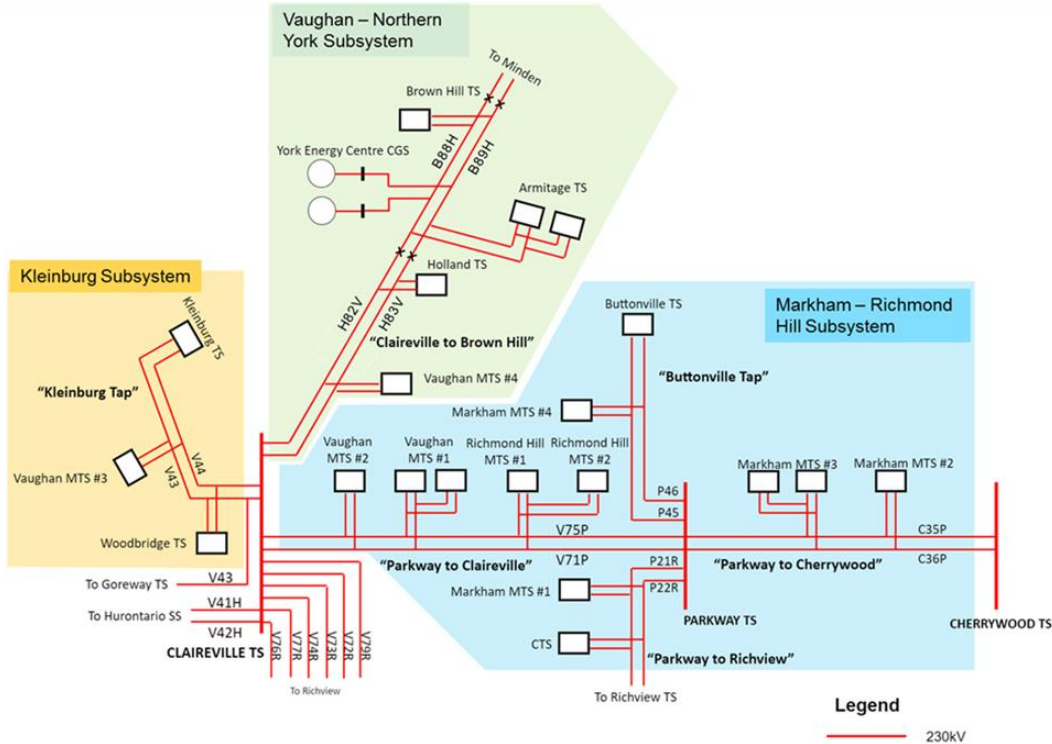 Vaughan – Northern
York Subsystem
To Minden
Brown Hill TS
York Energy Centre CGS
B88H
B89H
Armitage TS
Holland TS
H82V
H83V
"Claireville to Brown Hill"
Vaughan MTS #4
Kleinburg Subsystem
Kleinburg TS
"Kleinburg Tap"
Vaughan MTS #3
V44
V43
Woodbridge TS
Markham – Richmond
Hill Subsystem
Buttonville TS
"Buttonville Tap"
Markham MTS #4
Vaughan
MTS #2
Vaughan
MTS #1
Richmond Hill
MTS #1
Richmond Hill
MTS #2
P46
P45
Markham MTS #3
Markham MTS #2
V75P
C35P
V71P
C36P
"Parkway to Claireville"
P21R
"Parkway to Cherrywood"
P22R
Markham MTS #1
PARKWAY TS
CHERRYWOOD TS
CTS
"Parkway to Richview"
To Richview TS
To Goreway TS
V43
V41H
To Hurontario SS
V42H
CLAIREVILLE TS
V76R
V77R
V74R
V73R
V72R
V79R
To Richview
Legend
230kV